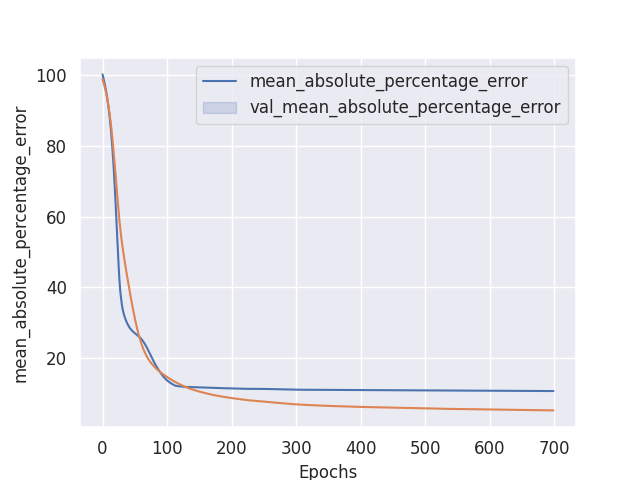 mean_absolute_percentage_error
val_mean_absolute_percentage_error
mean_absolute_percentage_error
100
80
60
40
20
0 100 200 300 400 500 600 700
Epochs